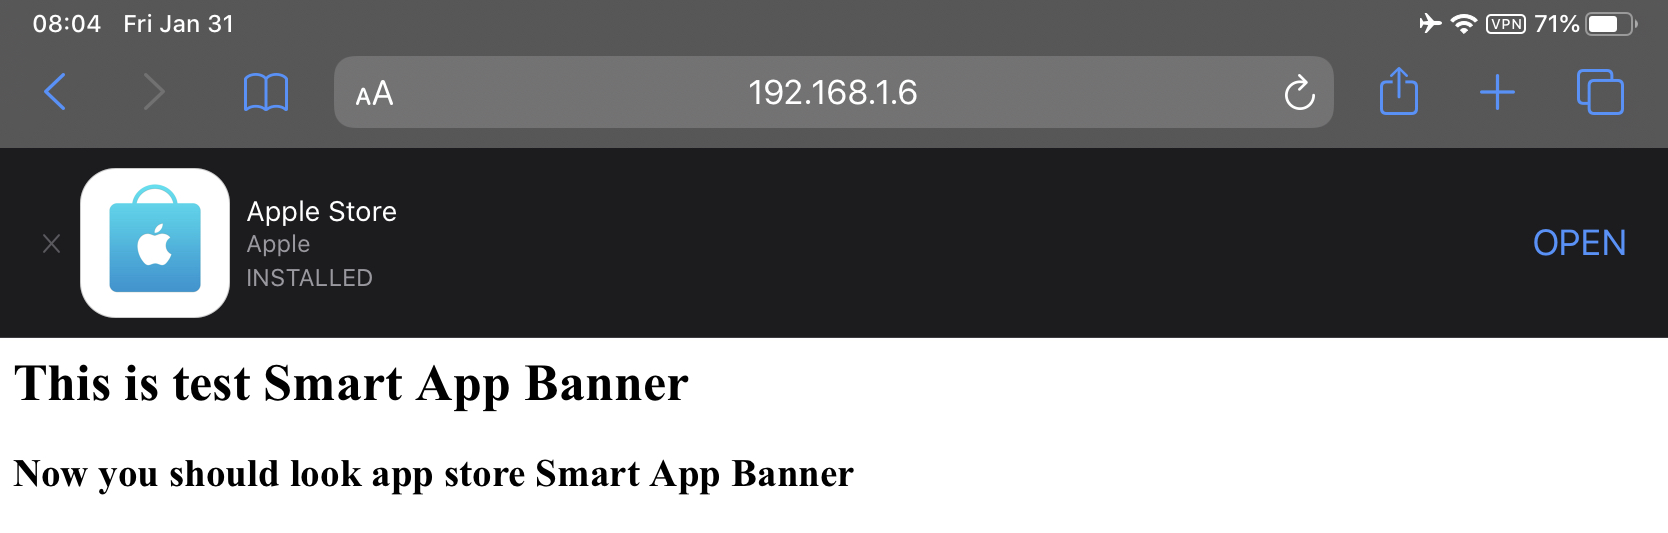 08:04 Fri Jan 31 VPN 71%
AA 192.168.1.6
Apple Store
Apple
INSTALLED
OPEN
This is test Smart App Banner
Now you should look app store Smart App Banner